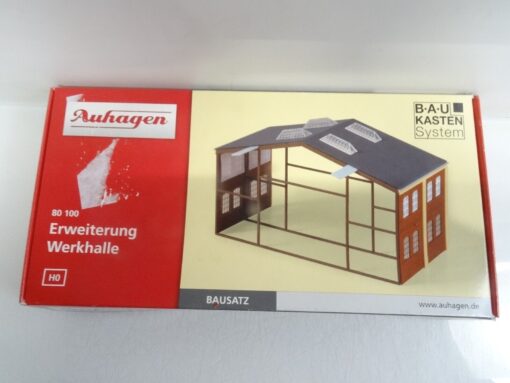 Auhagen
80 100
Erweiterung
Werkhalle
H0
B·A·U
KASTEN
System
BAUSATZ
www.auhagen.de